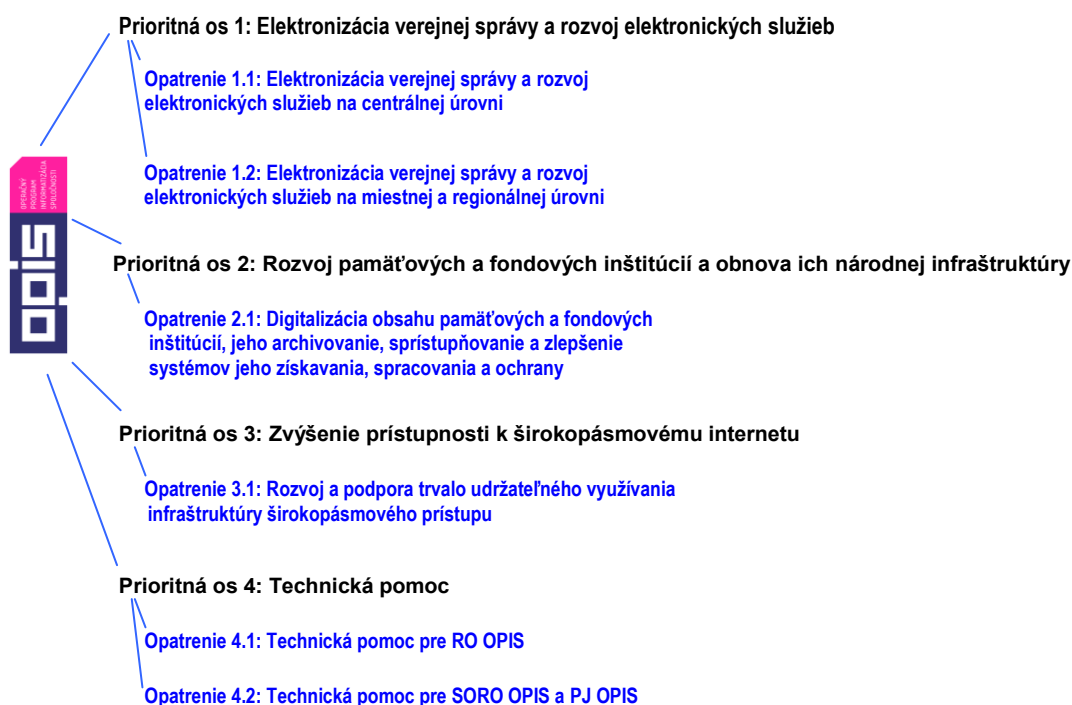 Prioritná os 1: Elektronizácia verejnej správy a rozvoj elektronických služieb
Opatrenie 1.1: Elektronizácia verejnej správy a rozvoj
elektronických služieb na centrálnej úrovni
Opatrenie 1.2: Elektronizácia verejnej správy a rozvoj
elektronických služieb na miestnej a regionálnej úrovni
OPERAČNÝ
PROGRAM
INFORMATIZÁCIA
SPOLOČNOSTI
opis
Prioritná os 2: Rozvoj pamäťových a fondových inštitúcií a obnova ich národnej infraštruktúry
Opatrenie 2.1: Digitalizácia obsahu pamäťových a fondových
inštitúcií, jeho archivovanie, sprístupňovanie a zlepšenie
systémov jeho získavania, spracovania a ochrany
Prioritná os 3: Zvýšenie prístupnosti k širokopásmovému internetu
Opatrenie 3.1: Rozvoj a podpora trvalo udržateľného využívania
infraštruktúry širokopásmového prístupu
Prioritná os 4: Technická pomoc
Opatrenie 4.1: Technická pomoc pre RO OPIS
Opatrenie 4.2: Technická pomoc pre SORO OPIS a PJ OPIS